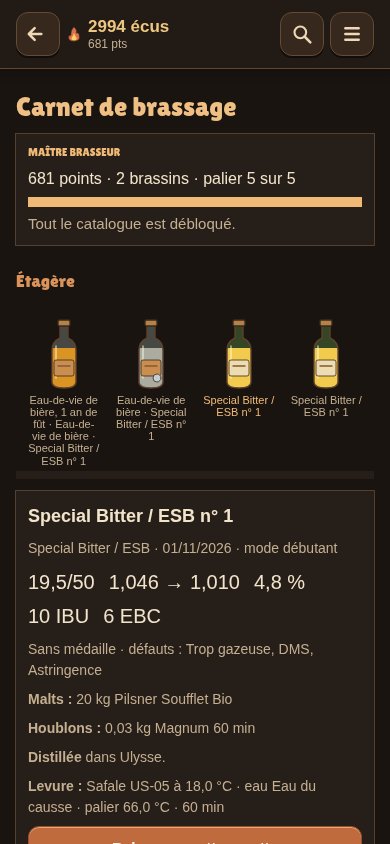 2994 écus
681 pts
Carnet de brassage
MAÎTRE BRASSEUR
681 points · 2 brassins · palier 5 sur 5
Tout le catalogue est débloqué.
Étagère
Eau-de-vie de
bière, 1 an de
fût · Eau-de-
vie de bière ·
Special Bitter /
ESB n° 1
Eau-de-vie de
bière · Special
Bitter / ESB n°
1
Special Bitter /
ESB n° 1
Special Bitter /
ESB n° 1
Special Bitter / ESB n° 1
Special Bitter / ESB · 01/11/2026 · mode débutant
19,5/50 1,046 → 1,010 4,8 %
10 IBU 6 EBC
Sans médaille · défauts : Trop gazeuse, DMS,
Astringence
Malts : 20 kg Pilsner Soufflet Bio
Houblons : 0,03 kg Magnum 60 min
Distillée dans Ulysse.
Levure : Safale US-05 à 18,0 °C · eau Eau du
causse · palier 66,0 °C · 60 min